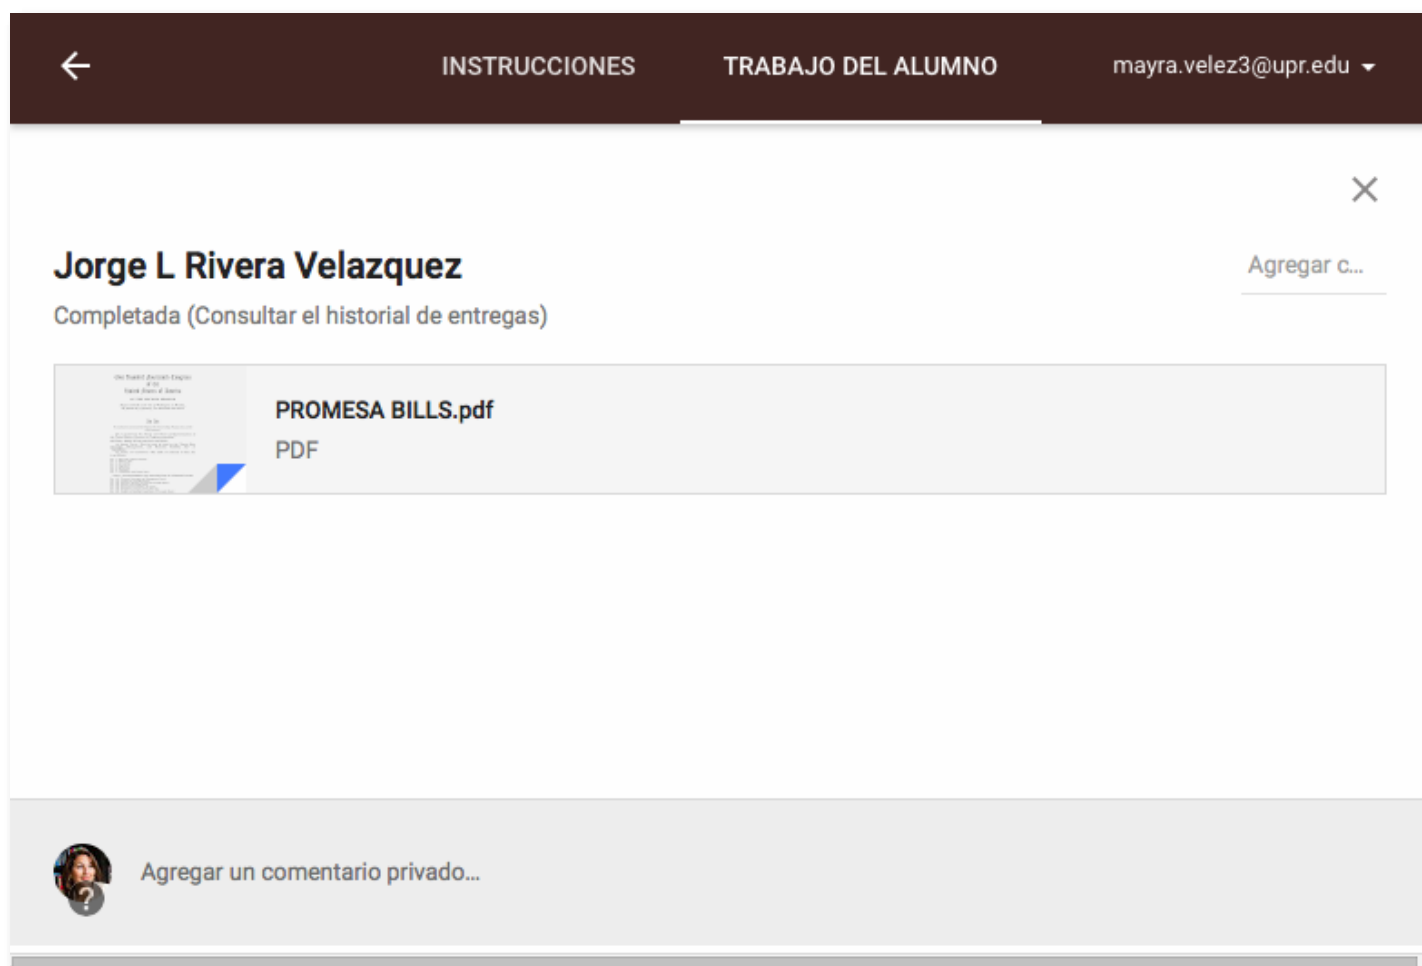 INSTRUCCIONES
TRABAJO DEL ALUMNO
mayra.velez3@upr.edu
Jorge L Rivera Velazquez
Agregar c...
Completada (Consultar el historial de entregas)
PROMESA BILLS.pdf
PDF
Agregar un comentario privado...
?